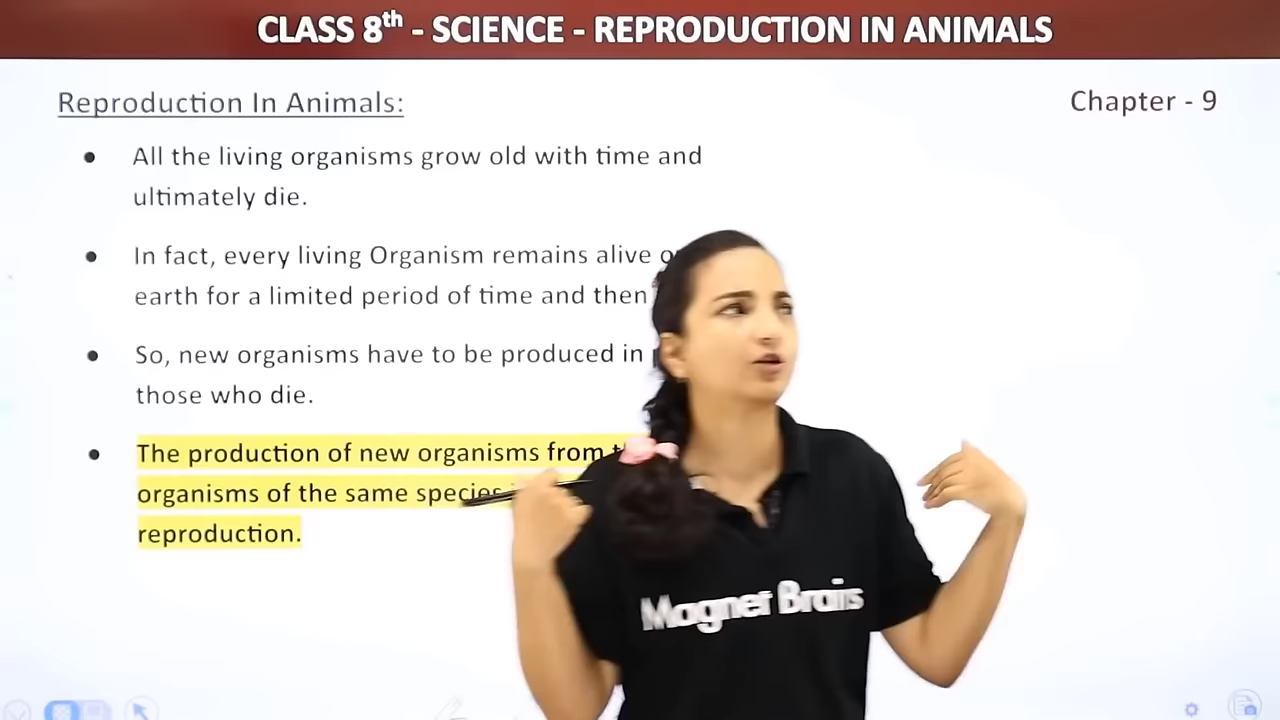 CLASS 8th - SCIENCE - REPRODUCTION IN ANIMALS
Reproduction In Animals:
Chapter - 9
All the living organisms grow old with time and
ultimately die.
In fact, every living Organism remains alive
earth for a limited period of time and then
So, new organisms have to be produced in
those who die.
The production of new organisms from
organisms of the same species
reproduction.
Magnet Brains